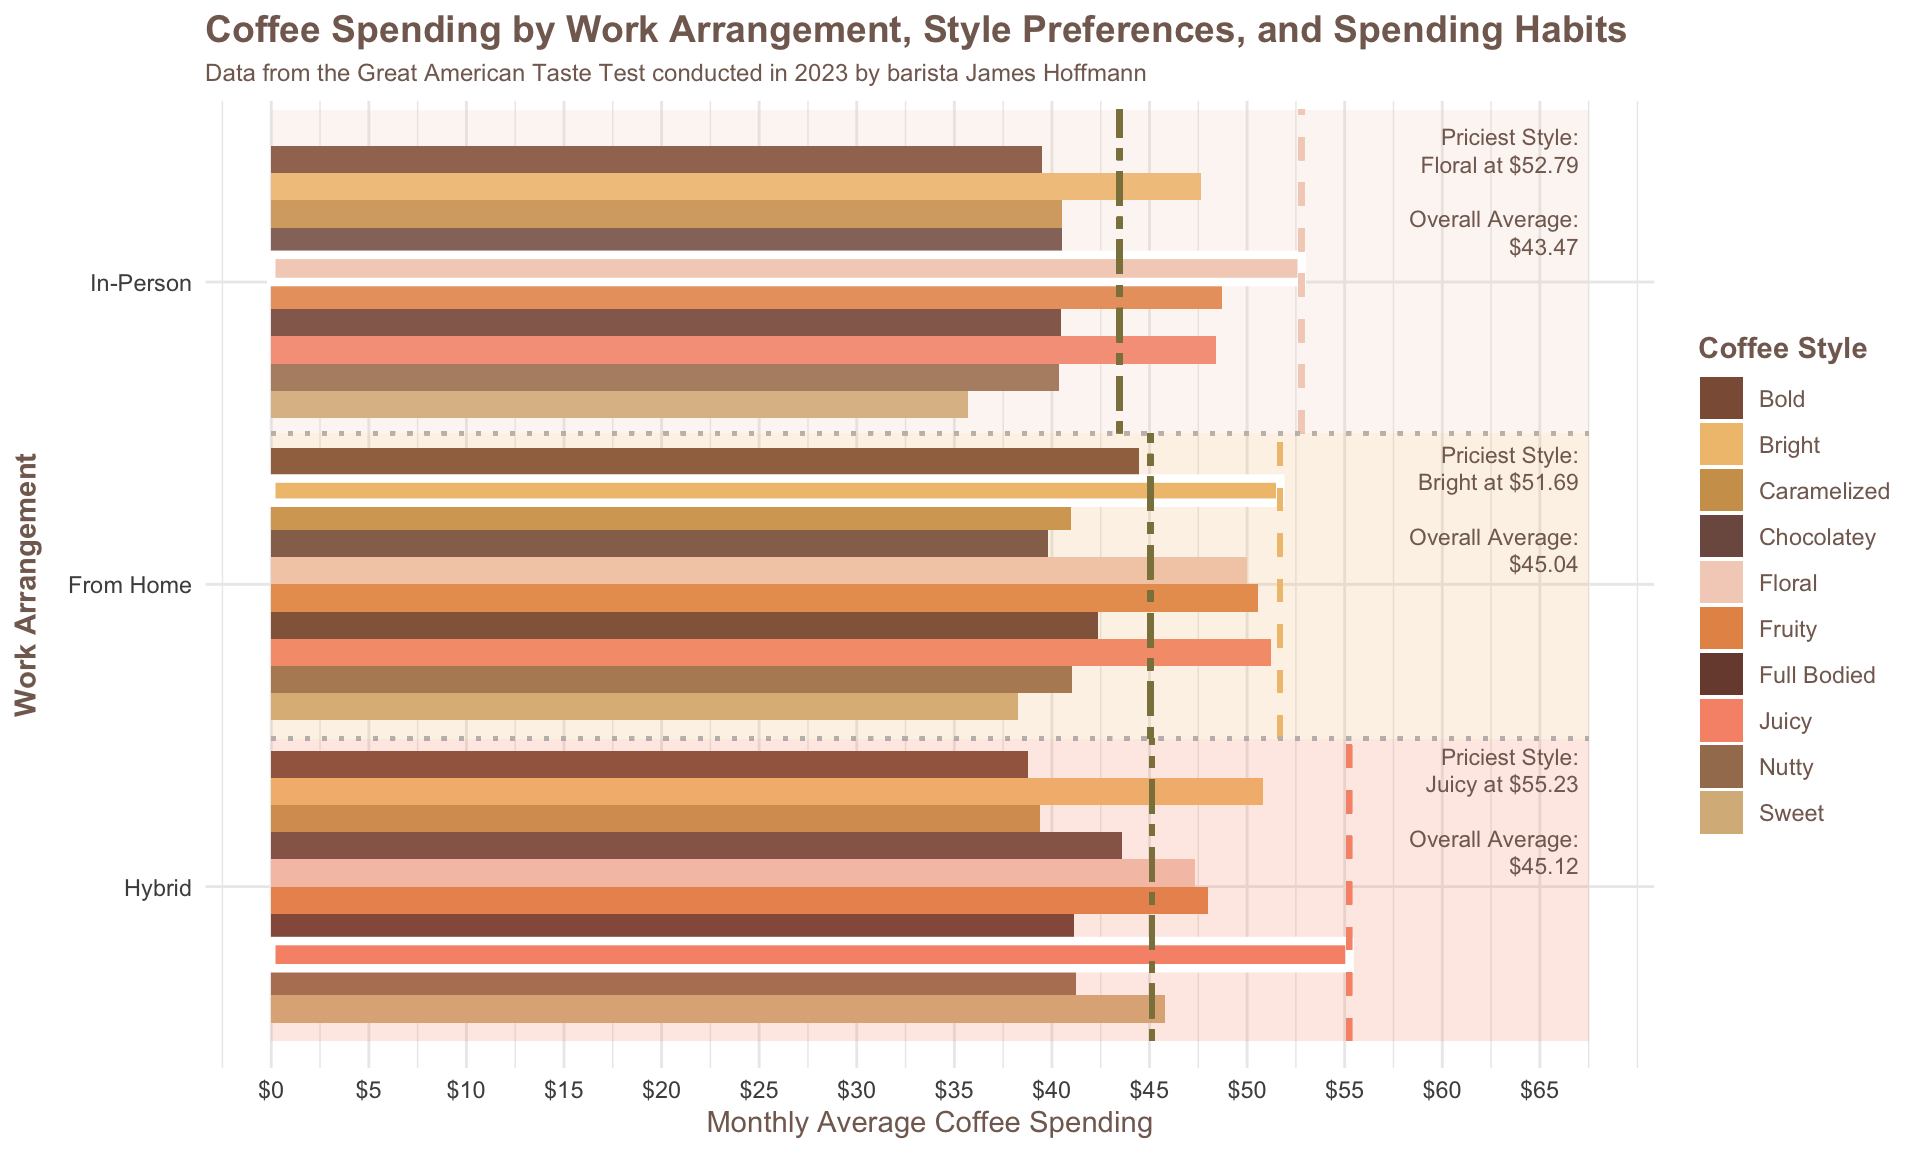 Coffee Spending by Work Arrangement, Style Preferences, and Spending Habits
Data from the Great American Taste Test conducted in 2023 by barista James Hoffmann
Work Arrangement
In-Person
From Home
Hybrid
Priciest Style:
Floral at $52.79
Overall Average:
$43.47
Priciest Style:
Bright at $51.69
Overall Average:
$45.04
Priciest Style:
Juicy at $55.23
Overall Average:
$45.12
$0 $5 $10 $15 $20 $25 $30 $35 $40 $45 $50 $55 $60 $65
Monthly Average Coffee Spending
Coffee Style
Bold
Bright
Caramelized
Chocolatey
Floral
Fruity
Full Bodied
Juicy
Nutty
Sweet